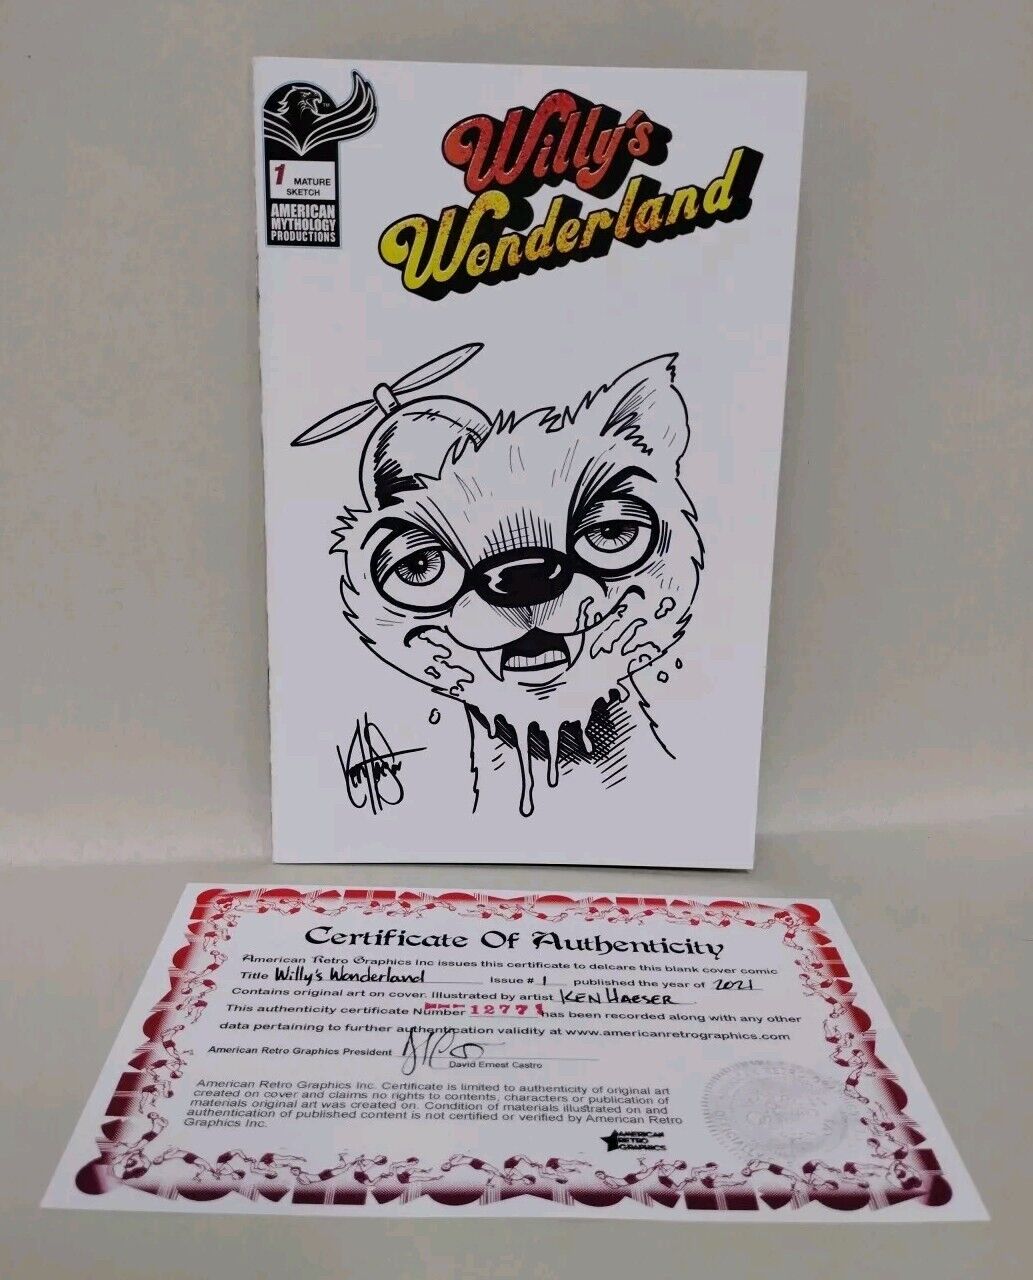 Willy's
Wonderland
TM
1 MATURE
SKETCH
AMERICAN
MYTHOLOGY
PRODUCTIONS
Certificate Of Authenticity
American Retro Graphics Inc issues this certificate to delcare this blank cover comic
Title Willy's Wonderland Issue # 1 published the year of 2021
Contains original art on cover. Illustrated by artist KEN HAESER
This authenticity certificate Number 12771 has been recorded along with any other
data pertaining to further authentication validity at www.americanretrographics.com
American Retro Graphics President
David Ernest Castro
American Retro Graphics Inc. Certificate is limited to authenticity of original art
created on cover and claims no rights to contents, characters or publication of
materials original art was created on. Condition of materials illustrated on and
authentication of published content is not certified or verified by American Retro
Graphics Inc.
AMERICAN
RETRO
GRAPHICS